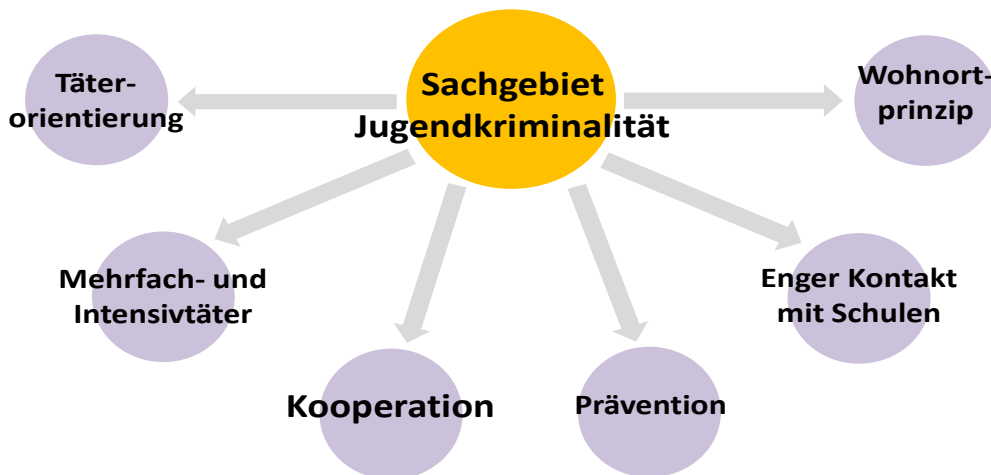 Sachgebiet
Jugendkriminalität
Täter-
orientierung
Wohnort-
prinzip
Mehrfach- und
Intensivtäter
Enger Kontakt
mit Schulen
Kooperation
Prävention